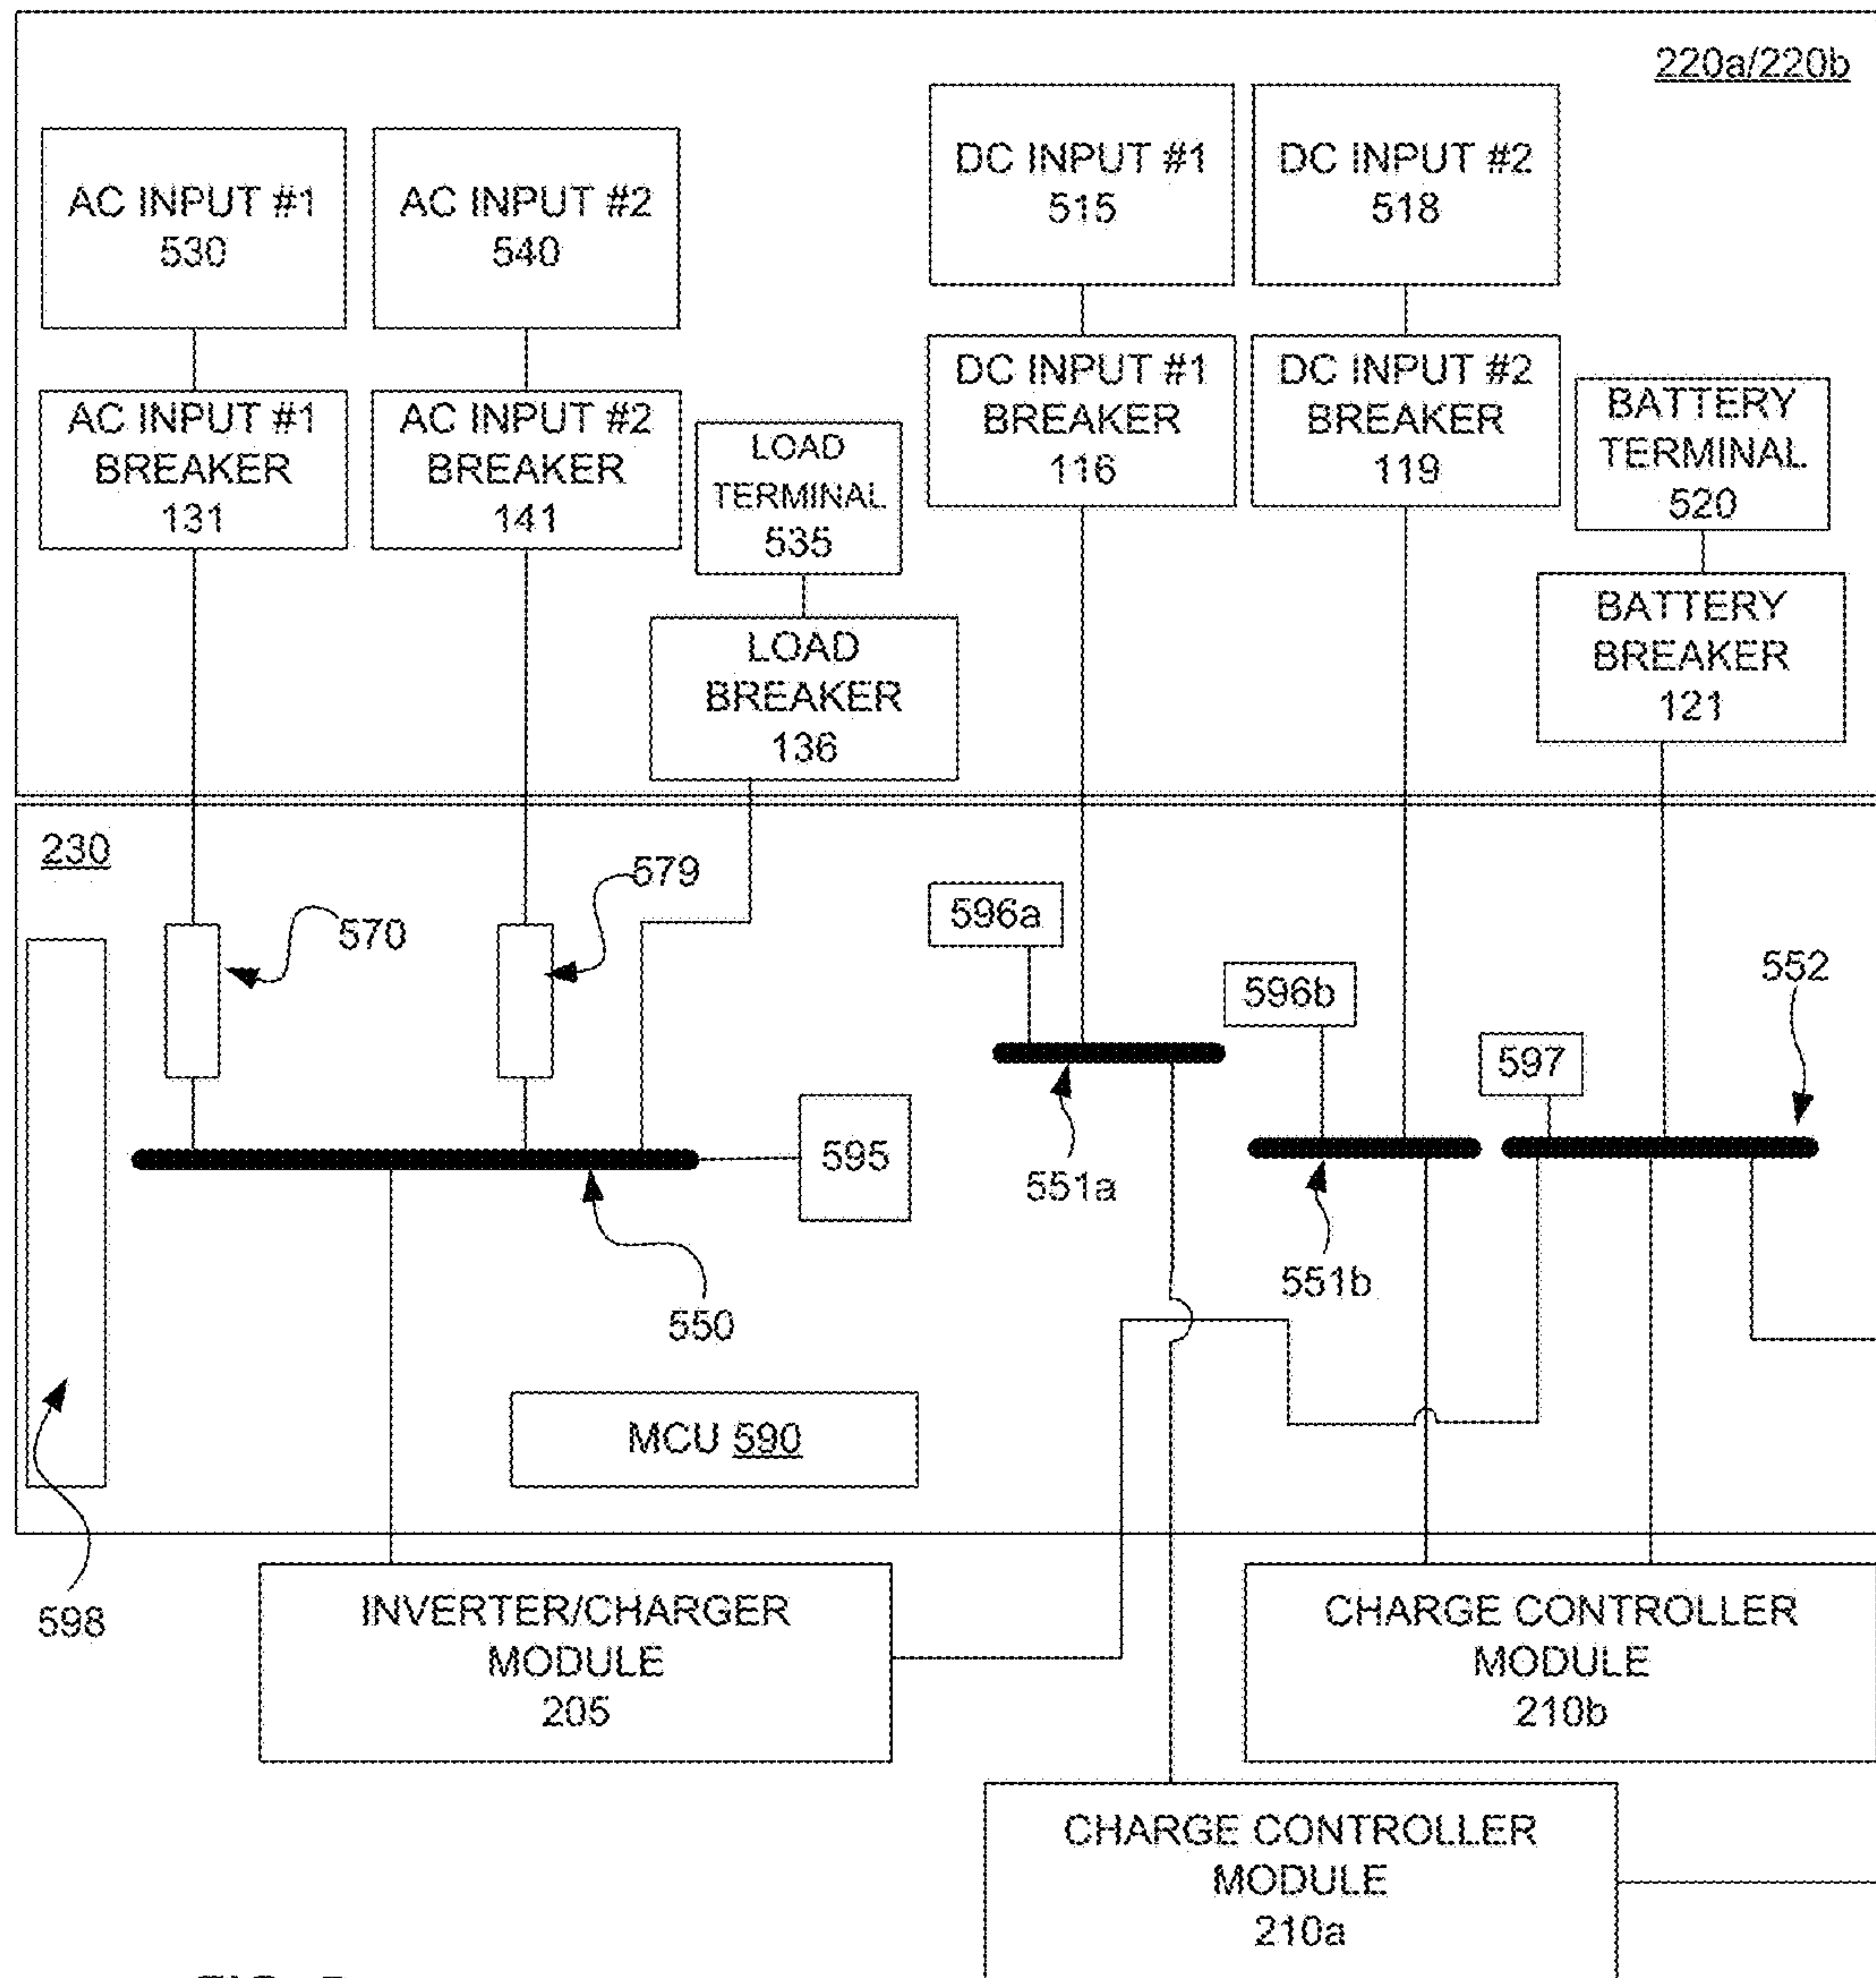 220a/220b
AC INPUT #1
530
AC INPUT #2
540
DC INPUT #1
515
DC INPUT #2
518
AC INPUT #1
BREAKER
131
AC INPUT #2
BREAKER
141
LOAD
TERMINAL
535
DC INPUT #1
BREAKER
116
DC INPUT #2
BREAKER
119
BATTERY
TERMINAL
520
LOAD
BREAKER
136
BATTERY
BREAKER
121
230
570
579
596a
596b
552
597
595
551a
551b
550
MCU 590
598
INVERTER/CHARGER
MODULE
205
CHARGE CONTROLLER
MODULE
210b
CHARGE CONTROLLER
MODULE
210a